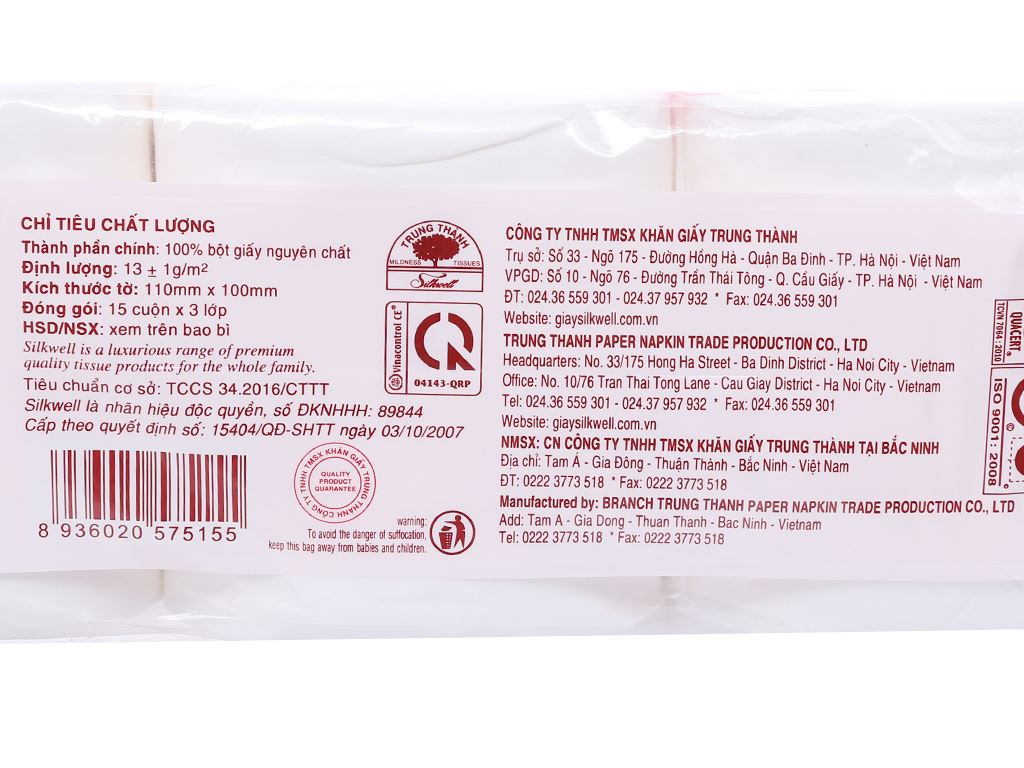 CHỈ TIÊU CHẤT LƯỢNG
Thành phần chính: 100% bột giấy nguyên chất
Định lượng: 13 ± 1g/m²
Kích thước tờ: 110mm x 100mm
Đóng gói: 15 cuộn x 3 lớp
HSD/NSX: xem trên bao bì
Silkwell is a luxurious range of premium
quality tissue products for the whole family.
Tiêu chuẩn cơ sở: TCCS 34.2016/CTTT
Silkwell là nhãn hiệu độc quyền, số ĐKNHHH: 89844
Cấp theo quyết định số: 15404/QĐ-SHTT ngày 03/10/2007
8 936020 575155
CÔNG TY TNHH TMSX KHĂN GIẤY TRUNG THÀNH
QUALITY
PRODUCT
QUARANTEE
warning:
To avoid the danger of suffocation,
keep this bag away from babies and children.
TRUNG THÀNH
MILDNESS TISSUES
Silkwell
Vinacontrol CE
04143-QRP
CÔNG TY TNHH TMSX KHĂN GIẤY TRUNG THÀNH
Trụ sở: Số 33 - Ngõ 175 - Đường Hồng Hà - Quận Ba Đình - TP. Hà Nội - Việt Nam
VPGD: Số 10 - Ngõ 76 - Đường Trần Thái Tông - Q. Cầu Giấy - TP. Hà Nội - Việt Nam
ĐT: 024.36 559 301 - 024.37 957 932 * Fax: 024.36 559 301
Website: giaysilkwell.com.vn
TRUNG THANH PAPER NAPKIN TRADE PRODUCTION CO., LTD
Headquarters: No. 33/175 Hong Ha Street - Ba Dinh District - Ha Noi City - Vietnam
Office: No. 10/76 Tran Thai Tong Lane - Cau Giay District - Ha Noi City - Vietnam
Tel: 024.36 559 301 - 024.37 957 932 * Fax: 024.36 559 301
Website: giaysilkwell.com.vn
NMSX: CN CÔNG TY TNHH TMSX KHĂN GIẤY TRUNG THÀNH TẠI BẮC NINH
Địa chỉ: Tam Á - Gia Đông - Thuận Thành - Bắc Ninh - Việt Nam
ĐT: 0222 3773 518 * Fax: 0222 3773 518
Manufactured by: BRANCH TRUNG THANH PAPER NAPKIN TRADE PRODUCTION CO., LTD
Add: Tam A - Gia Dong - Thuan Thanh - Bac Ninh - Vietnam
Tel: 0222 3773 518 * Fax: 0222 3773 518
QUACERT
TCVN 7064 : 2010
ISO 9001: 2008